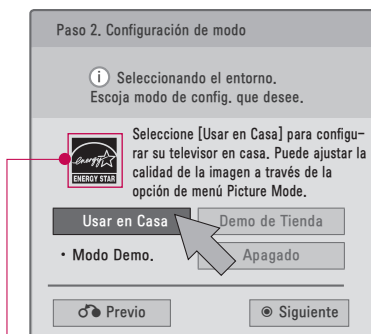 Paso 2. Configuración de modo
i Seleccionando el entorno.
Escoja modo de config. que desee.
energy
ENERGY STAR
Seleccione [Usar en Casa] para configu-
rar su televisor en casa. Puede ajustar la
calidad de la imagen a través de la
opción de menú Picture Mode.
Usar en Casa
Demo de Tienda
• Modo Demo.
Apagado
Previo
Siguiente